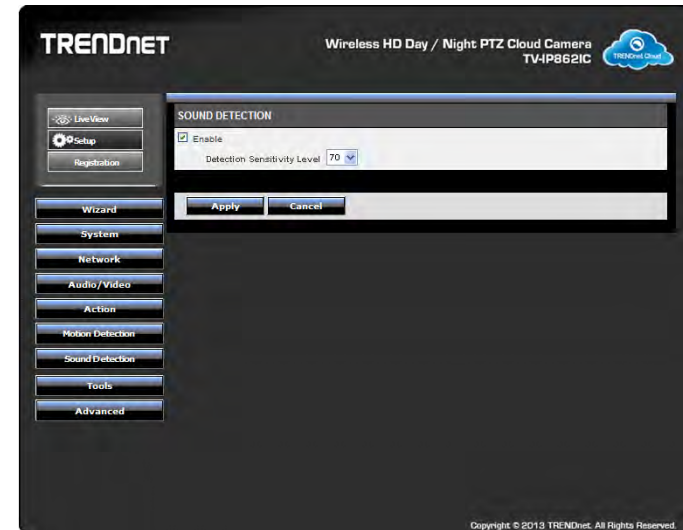 TRENDNET
Wireless HD Day / Night PTZ Cloud Camera
TV-IP862IC
TRENDnet Cloud
LiveView
Setup
Registration
SOUND DETECTION
Enable
Detection Sensitivity Level 70
Apply Cancel
Wizard
System
Network
Audio/Video
Action
Motion Detection
Sound Detection
Tools
Advanced
Copyright © 2013 TRENDnet. All Rights Reserved.